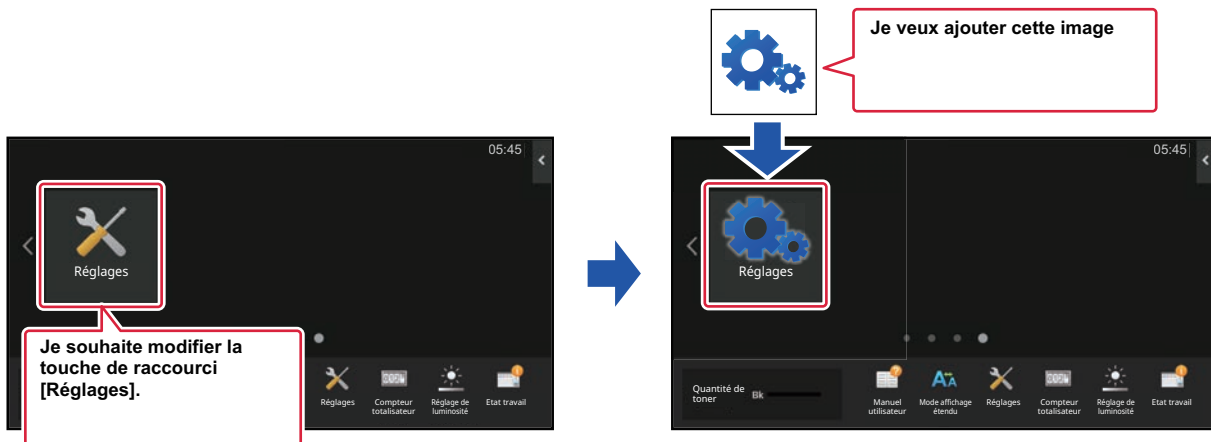 Je veux ajouter cette image
05:45
Réglages
Je souhaite modifier la
touche de raccourci
[Réglages].
Réglages
Compteur
totalisateur
Réglage de
luminosité
Etat travail
05:45
Réglages
Quantité de
toner
Bk
Manuel
utilisateur
Mode affichage
étendu
Réglages
Compteur
totalisateur
Réglage de
luminosité
Etat travail